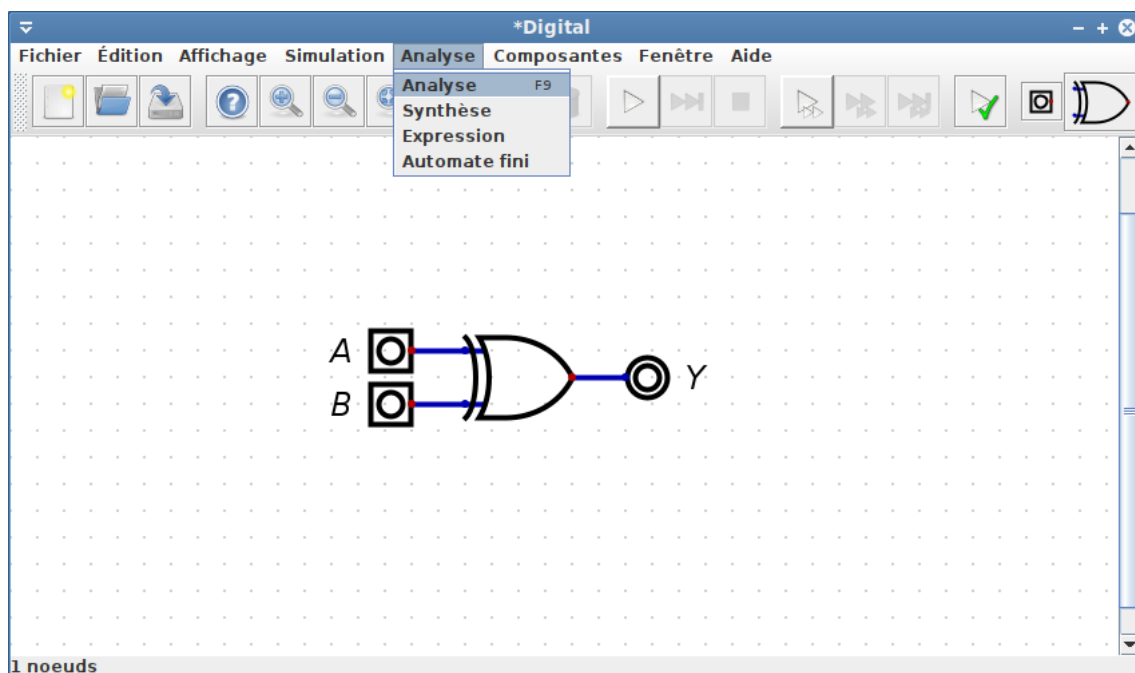 *Digital
Fichier Édition Affichage Simulation Analyse Composantes Fenêtre Aide
Analyse F9
Synthèse
Expression
Automate fini
A
B
Y
1 noeuds